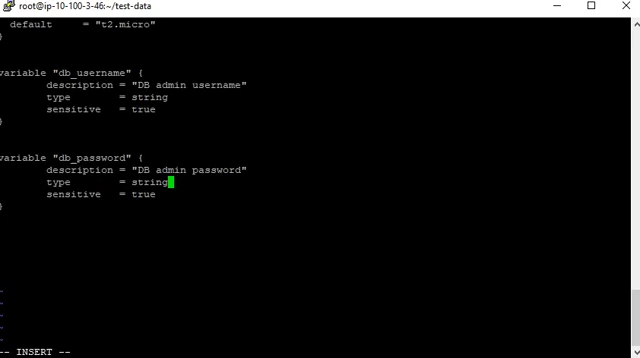 root@ip-10-100-3-46:~/test-data
default     = "t2.micro"
}
variable "db_username" {
description = "DB admin username"
type        = string
sensitive   = true
}
variable "db_password" {
description = "DB admin password"
type        = string
sensitive   = true
}
~
~
~
~
~
-- INSERT --